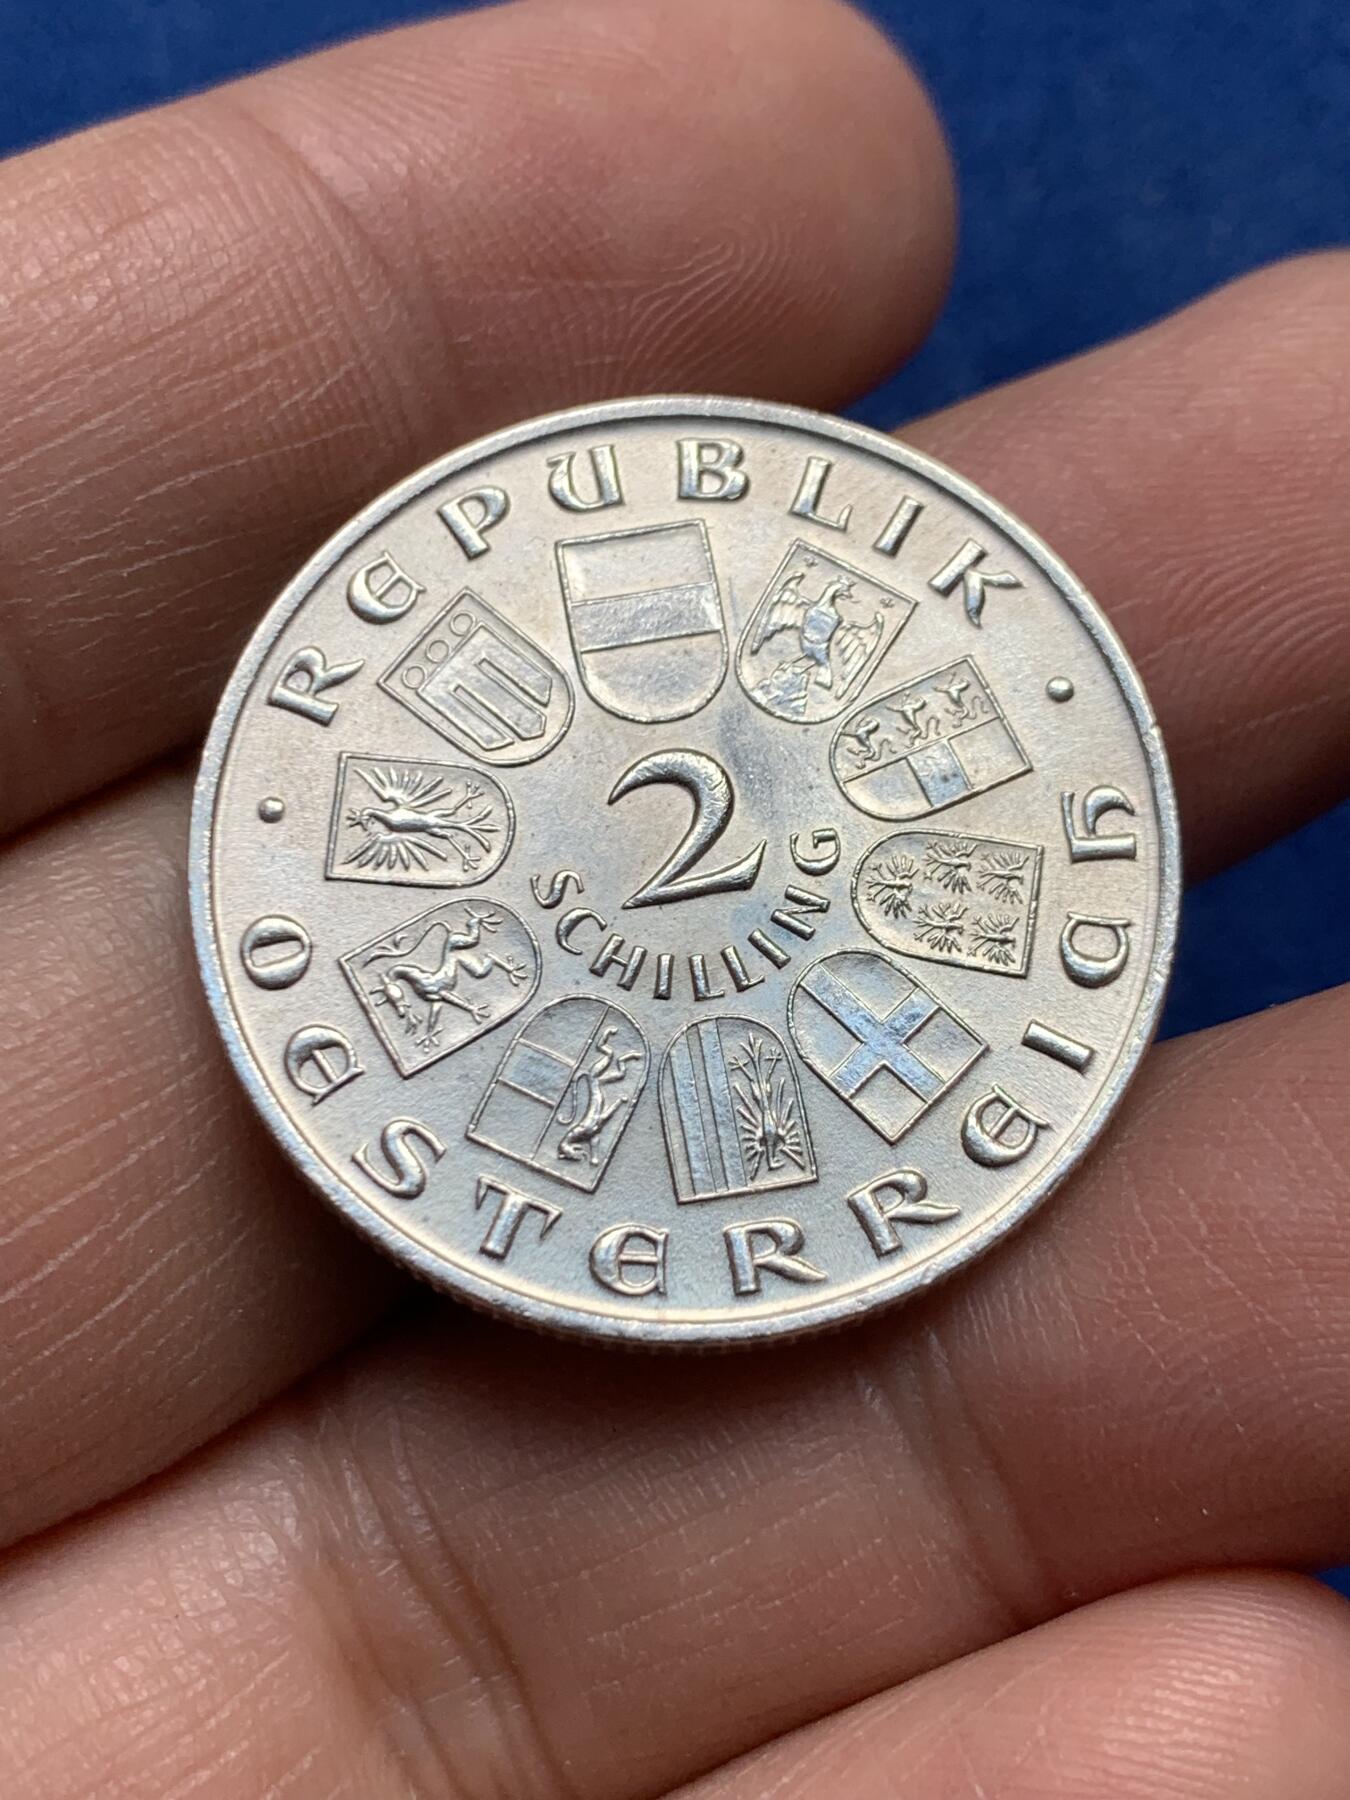 REPUBLIK
OESTERREICH
2
SCHILLING